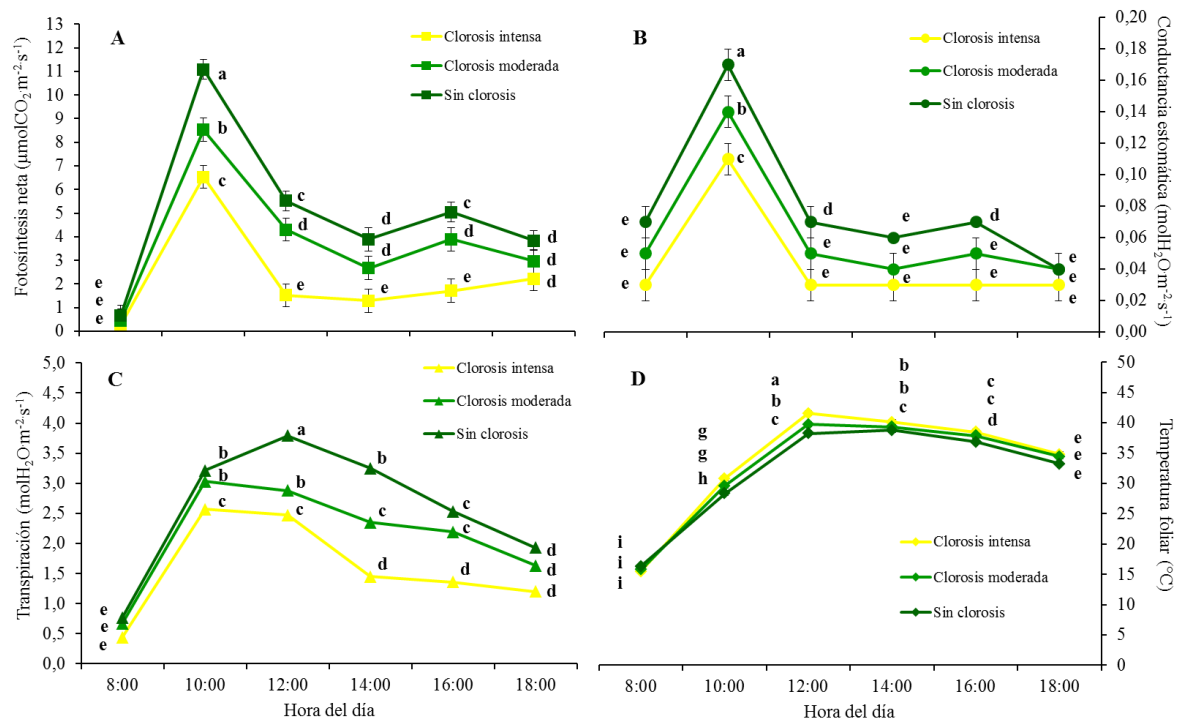 A
Fotosíntesis neta (µmolCO2·m-2·s-1)
13
12
11
10
9
8
7
6
5
4
3
2
1
0
Clorosis intensa
Clorosis moderada
Sin clorosis
a
b
c
c
d
e
d
d
e
c
d
e
d
d
d
e
e
e
B
Conductancia estomática (molH2O·m-2·s-1)
0,20
0,18
0,16
0,14
0,12
0,10
0,08
0,06
0,04
0,02
0,00
Clorosis intensa
Clorosis moderada
Sin clorosis
e
e
e
a
b
c
d
e
e
e
e
e
d
e
e
e
e
e
C
Transpiración (molH2O·m-2·s-1)
5,0
4,5
4,0
3,5
3,0
2,5
2,0
1,5
1,0
0,5
0,0
Clorosis intensa
Clorosis moderada
Sin clorosis
e
e
e
b
b
c
a
b
c
b
c
d
c
c
d
d
d
d
8:00 10:00 12:00 14:00 16:00 18:00
Hora del día
D
Temperatura foliar (°C)
50
45
40
35
30
25
20
15
10
5
0
i
i
i
g
g
h
a
b
c
b
b
c
c
c
d
e
e
e
Clorosis intensa
Clorosis moderada
Sin clorosis
8:00 10:00 12:00 14:00 16:00 18:00
Hora del día